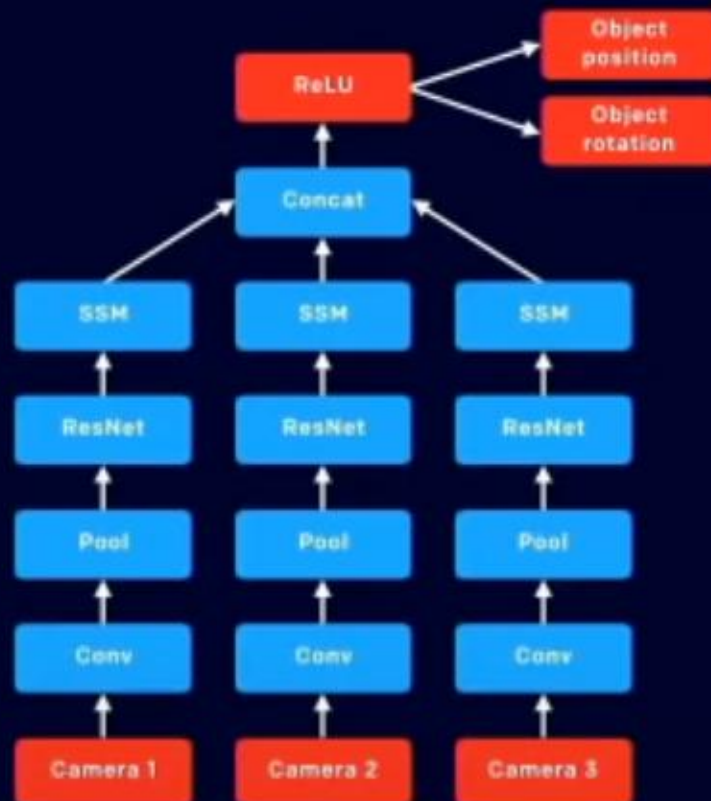 Object
position
ReLU
Object
rotation
Concat
SSM
SSM
SSM
ResNet
ResNet
ResNet
Pool
Pool
Pool
Conv
Conv
Conv
Camera 1
Camera 2
Camera 3